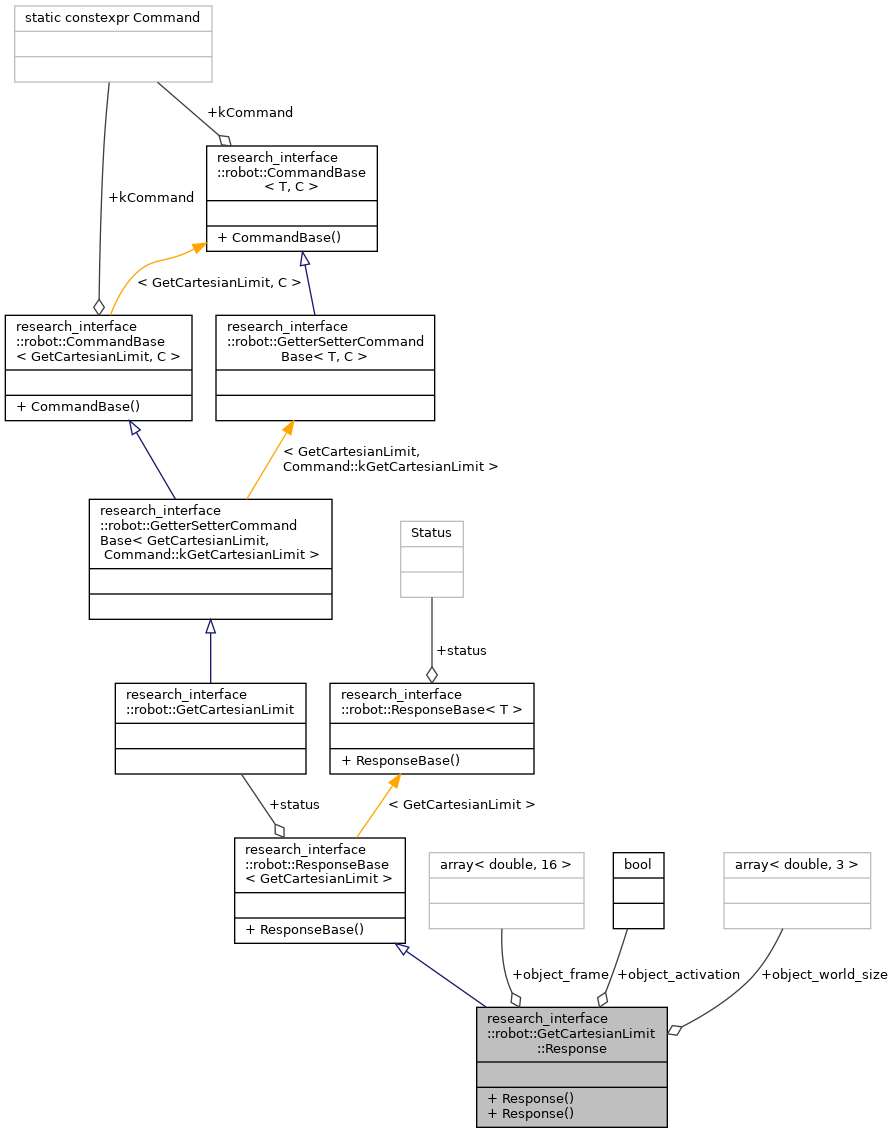 static constexpr Command
+kCommand
research_interface
::robot::CommandBase
< T, C >
+ CommandBase()
+kCommand
< GetCartesianLimit, C >
research_interface
::robot::CommandBase
< GetCartesianLimit, C >
+ CommandBase()
research_interface
::robot::GetterSetterCommand
Base< T, C >
< GetCartesianLimit,
Command::kGetCartesianLimit >
research_interface
::robot::GetterSetterCommand
Base< GetCartesianLimit,
Command::kGetCartesianLimit >
Status
+status
research_interface
::robot::GetCartesianLimit
research_interface
::robot::ResponseBase< T >
+ ResponseBase()
+status
< GetCartesianLimit >
research_interface
::robot::ResponseBase
< GetCartesianLimit >
+ ResponseBase()
array< double, 16 >
bool
array< double, 3 >
+object_frame
+object_activation
+object_world_size
research_interface
::robot::GetCartesianLimit
::Response
+ Response()
+ Response()